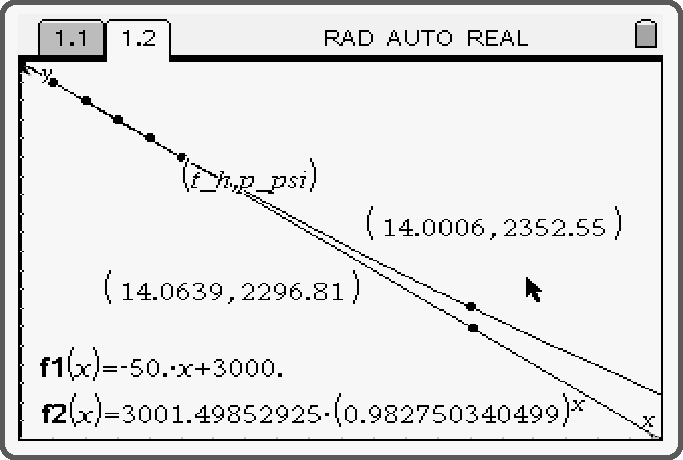 1.1 1.2 RAD AUTO REAL
y
(t_h,p_psi)
(14.0006,2352.55)
(14.0639,2296.81)
f1(x)=-50.·x+3000.
f2(x)=3001.49852925·(0.982750340499)^x
x